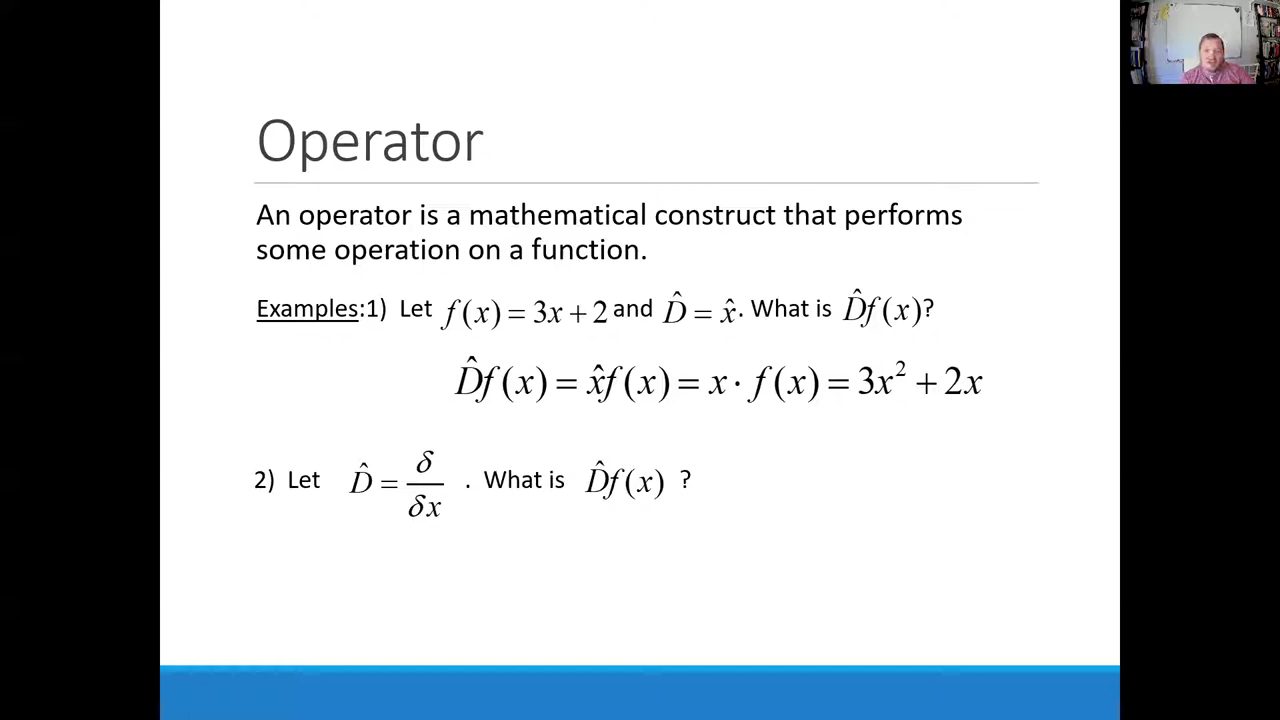 Operator
An operator is a mathematical construct that performs
some operation on a function.
Examples:1) Let f(x) = 3x + 2 and D̂ = x̂. What is D̂f(x)?
D̂f(x) = x̂f(x) = x · f(x) = 3x² + 2x
2) Let D̂ = δ/δx . What is D̂f(x) ?